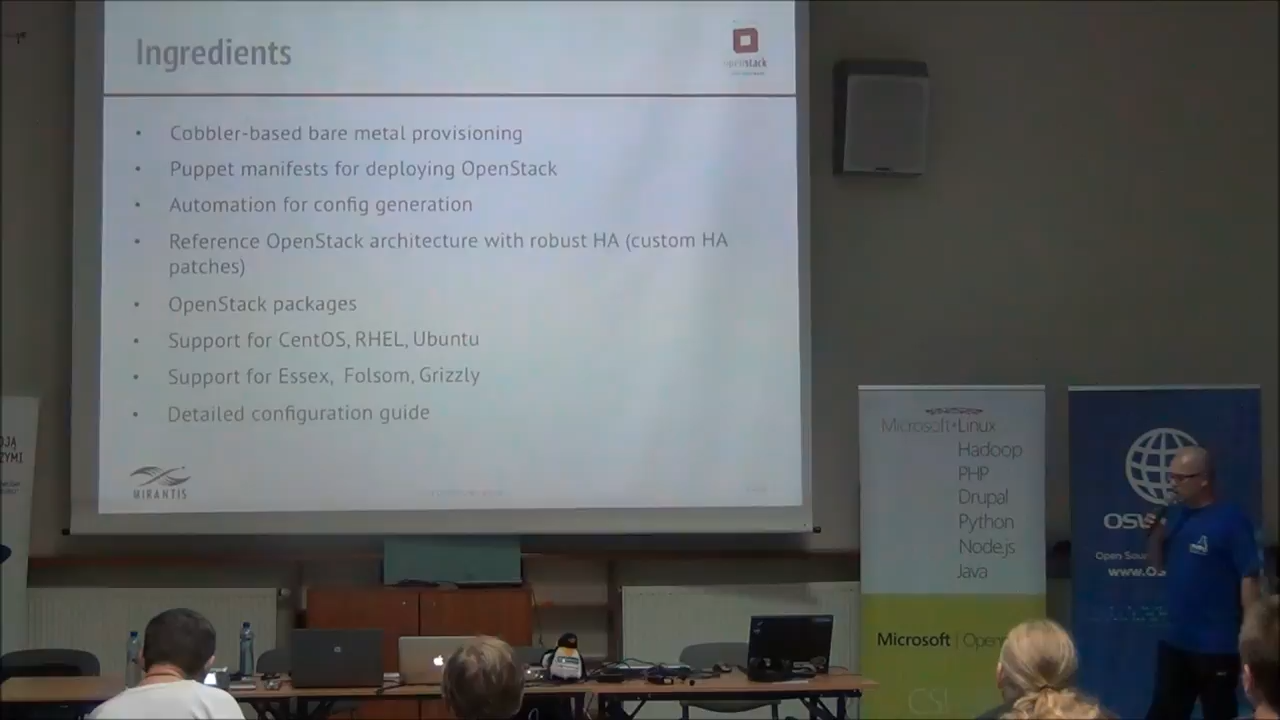 Ingredients
openstack
• Cobbler-based bare metal provisioning
• Puppet manifests for deploying OpenStack
• Automation for config generation
• Reference OpenStack architecture with robust HA (custom HA
patches)
• OpenStack packages
• Support for CentOS, RHEL, Ubuntu
• Support for Essex, Folsom, Grizzly
• Detailed configuration guide
MIRANTIS
Microsoft+Linux
Hadoop
PHP
Drupal
Python
Node.js
Java
Microsoft |
Open
www.